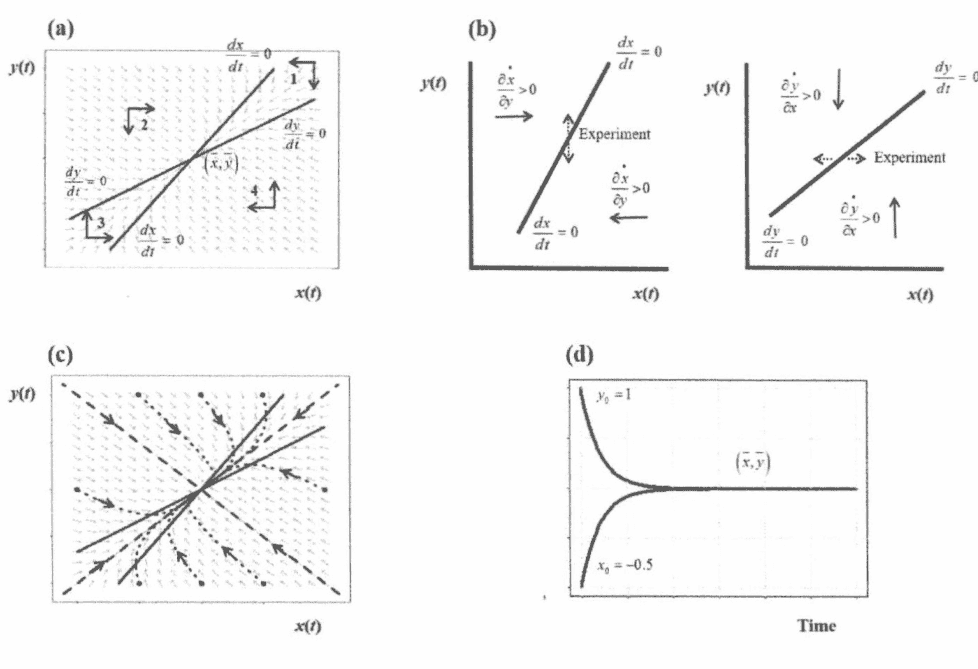 (a)
y(t)
dx/dt = 0
1
2
dy/dt = 0
(x̄, ȳ)
dy/dt = 0
4
3
dx/dt = 0
x(t)
(b)
y(t)
dx/dt = 0
∂ẋ/∂y >0
Experiment
∂ẋ/∂y >0
dx/dt = 0
x(t)
y(t)
dy/dt = 0
∂ẏ/∂x >0
Experiment
∂ẏ/∂x >0
dy/dt = 0
x(t)
(c)
y(t)
x(t)
(d)
y₀ = 1
(x̄, ȳ)
x₀ = −0.5
Time